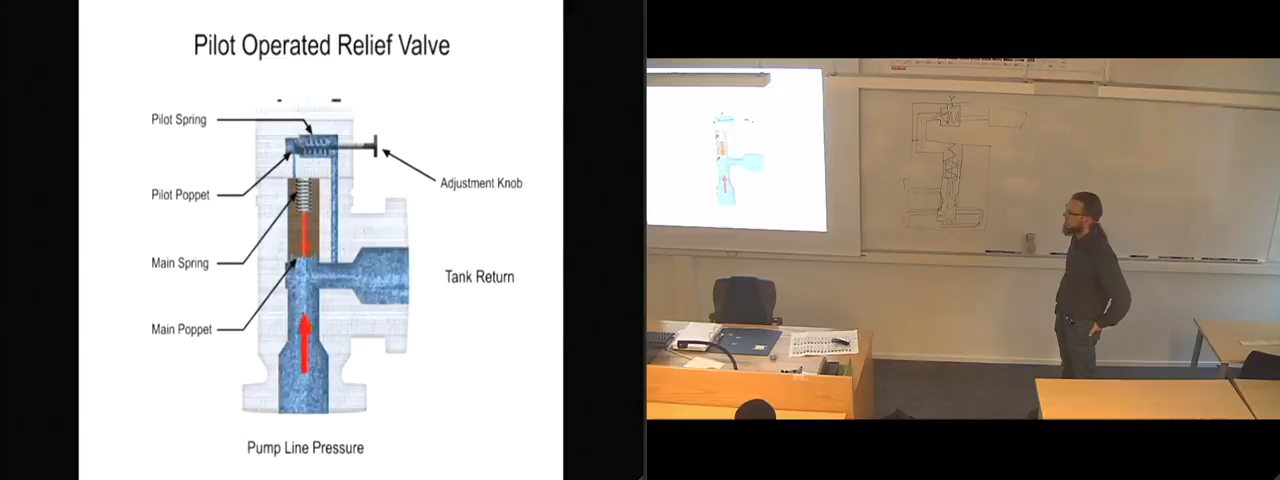 Pilot Operated Relief Valve
Pilot Spring
Pilot Poppet
Adjustment Knob
Main Spring
Tank Return
Main Poppet
Pump Line Pressure